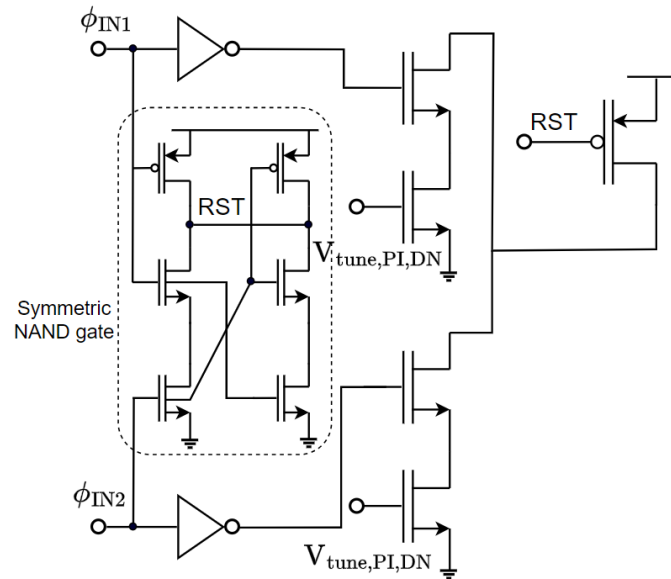 ϕIN1
RST
RST
Vtune,PI,DN
Symmetric
NAND gate
ϕIN2
Vtune,PI,DN